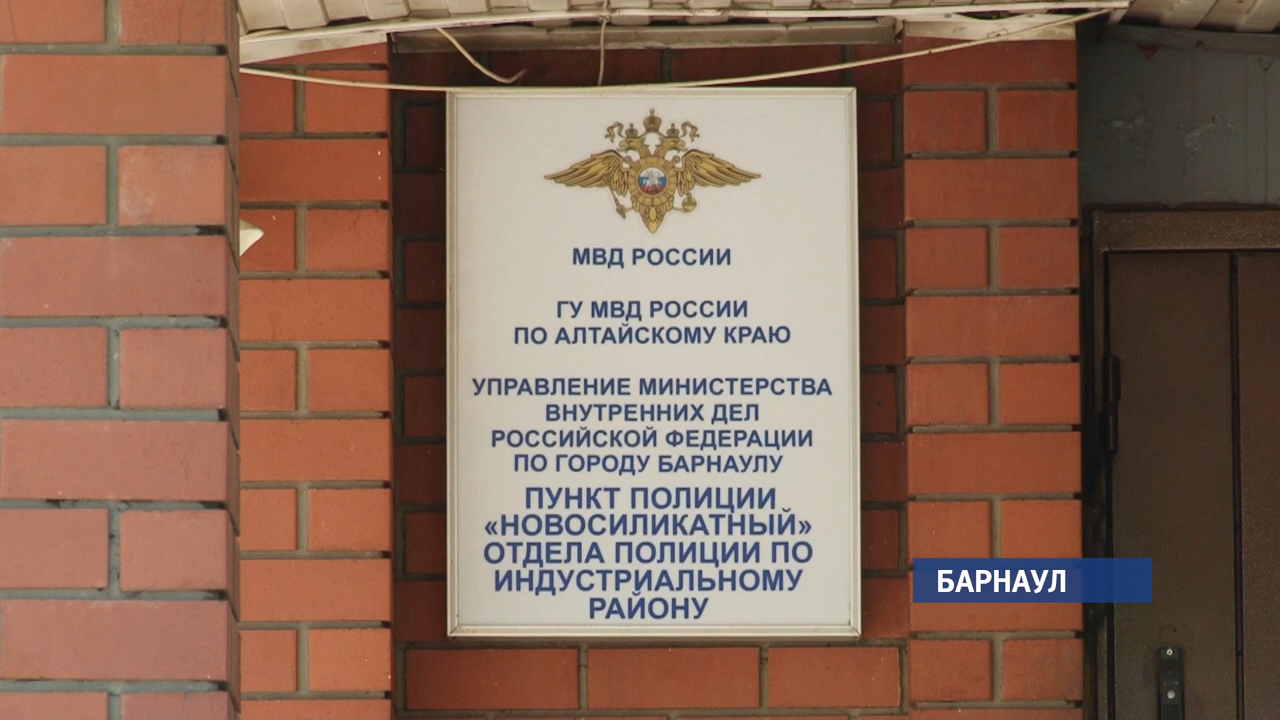 МВД РОССИИ
ГУ МВД РОССИИ
ПО АЛТАЙСКОМУ КРАЮ
УПРАВЛЕНИЕ МИНИСТЕРСТВА
ВНУТРЕННИХ ДЕЛ
РОССИЙСКОЙ ФЕДЕРАЦИИ
ПО ГОРОДУ БАРНАУЛУ
ПУНКТ ПОЛИЦИИ
«НОВОСИЛИКАТНЫЙ»
ОТДЕЛА ПОЛИЦИИ ПО
ИНДУСТРИАЛЬНОМУ
РАЙОНУ
БАРНАУЛ